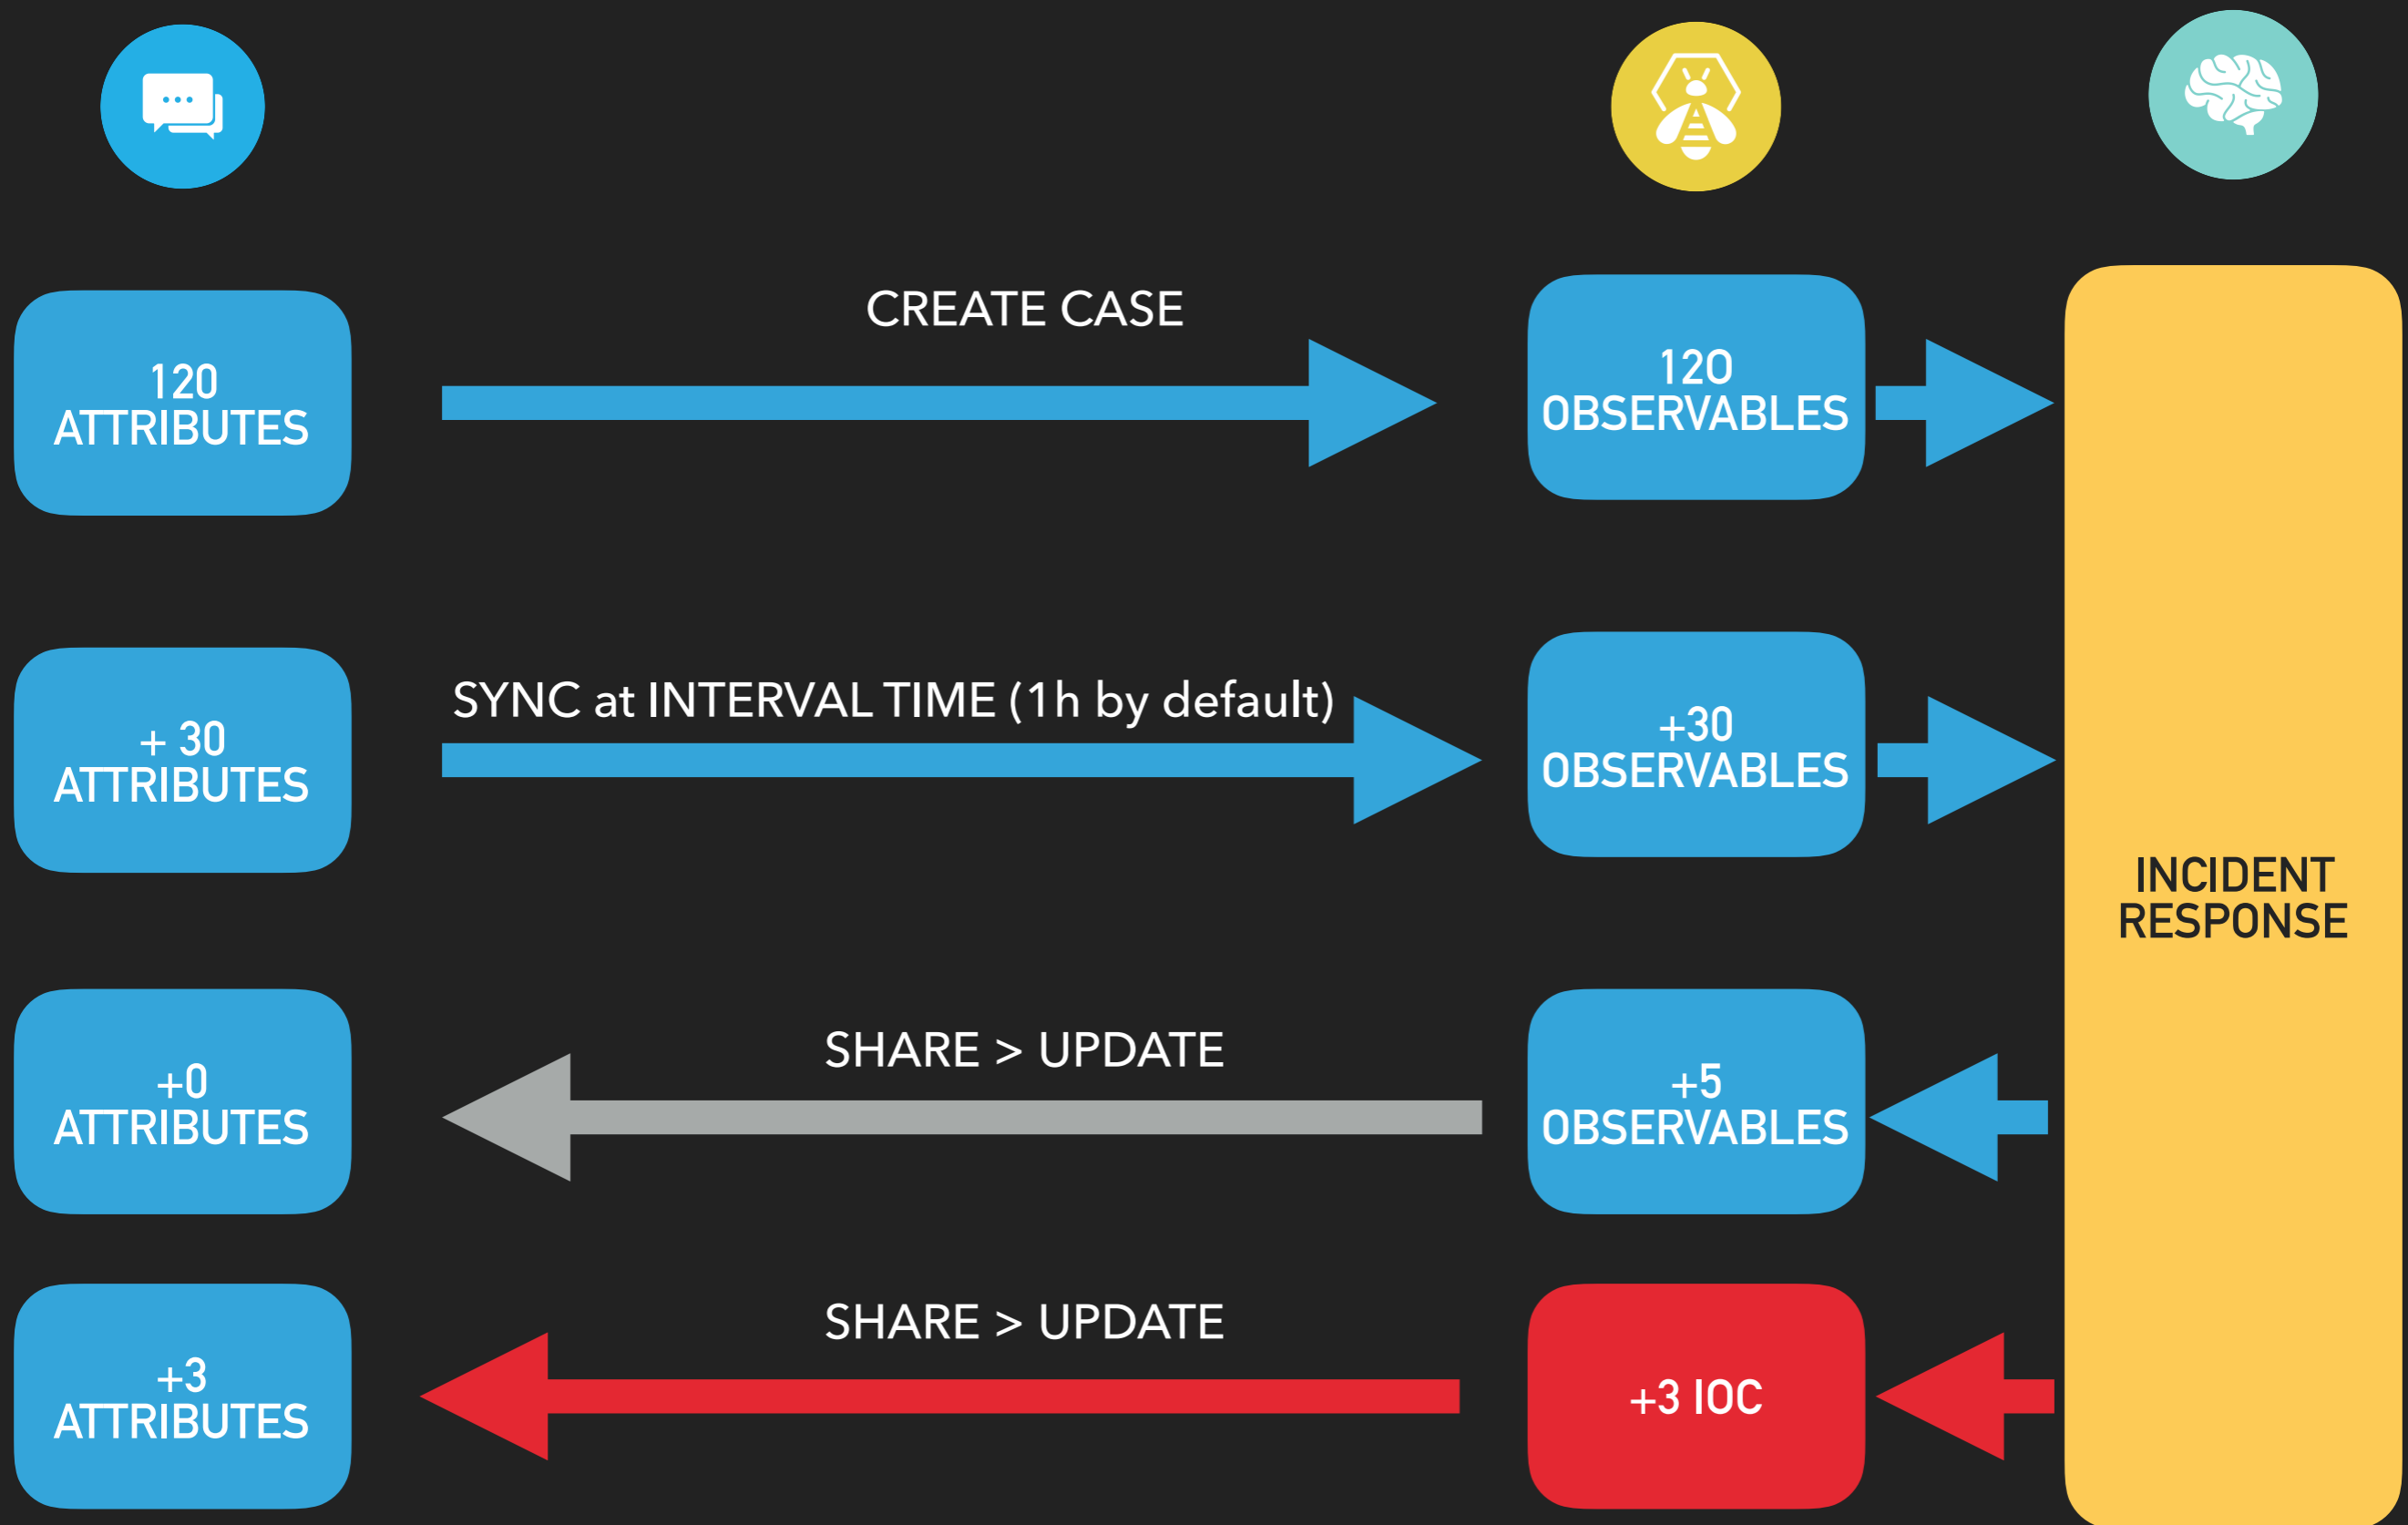 CREATE CASE
120
ATTRIBUTES
120
OBSERVABLES
SYNC at INTERVAL TIME (1h by default)
+ 30
ATTRIBUTES
+30
OBSERVABLES
INCIDENT
RESPONSE
SHARE > UPDATE
+0
ATTRIBUTES
+5
OBSERVABLES
SHARE > UPDATE
+3
ATTRIBUTES
+3 IOC